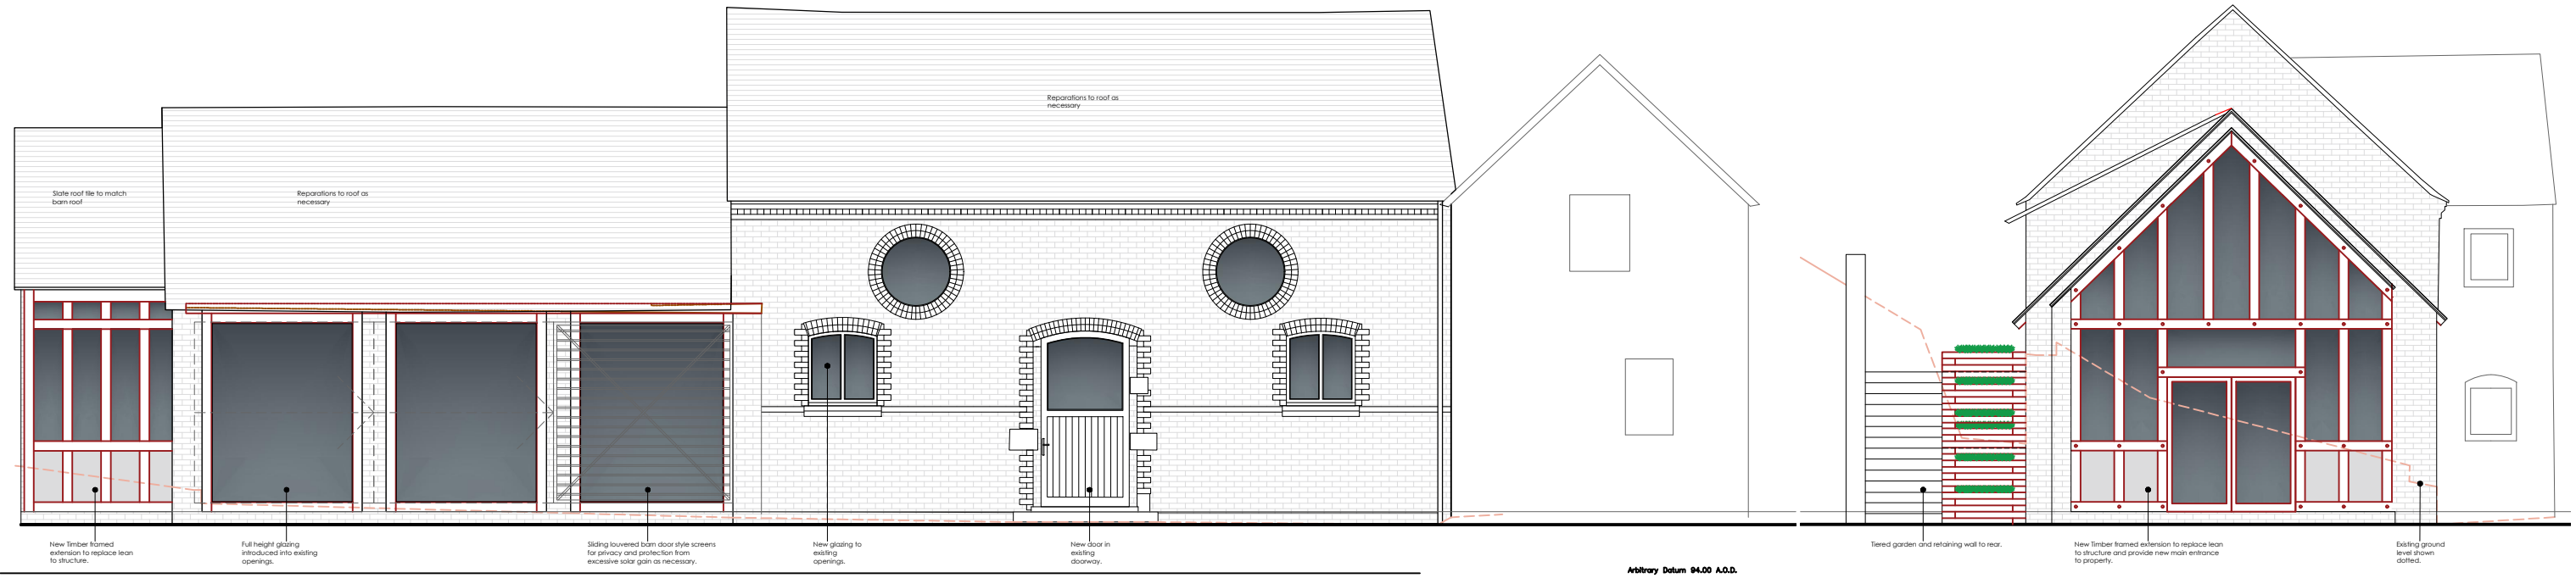 Reparations to roof as
necessary
Slate roof tile to match
barn roof
Reparations to roof as
necessary
New Timber framed
extension to replace lean
to structure.
Full height glazing
introduced into existing
openings.
Sliding louvered barn door style screens
for privacy and protection from
excessive solar gain as necessary.
New glazing to
existing
openings.
New door in
existing
doorway.
Arbitrary Datum 94.00 A.O.D.
Tiered garden and retaining wall to rear.
New Timber framed extension to replace lean
to structure and provide new main entrance
to property.
Existing ground
level shown
dotted.